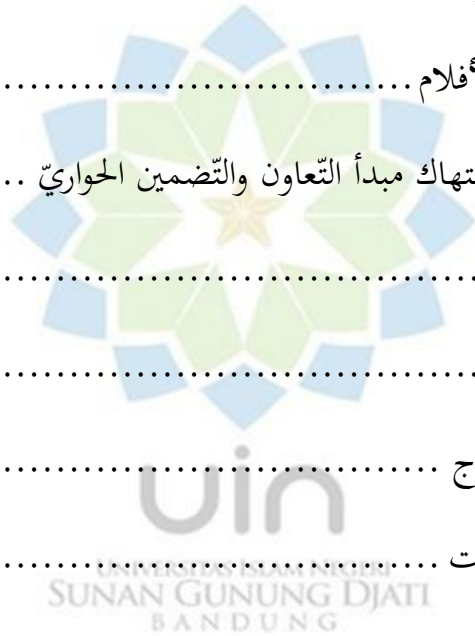 أفلام ................................
نتهاك مبدأ التّعاون والتّضمين الحواريّ ..
....................................
....................................
ج ................................
ت ................................
uin
UNIVERSITAS ISLAM NEGERI
SUNAN GUNUNG DJATI
BANDUNG